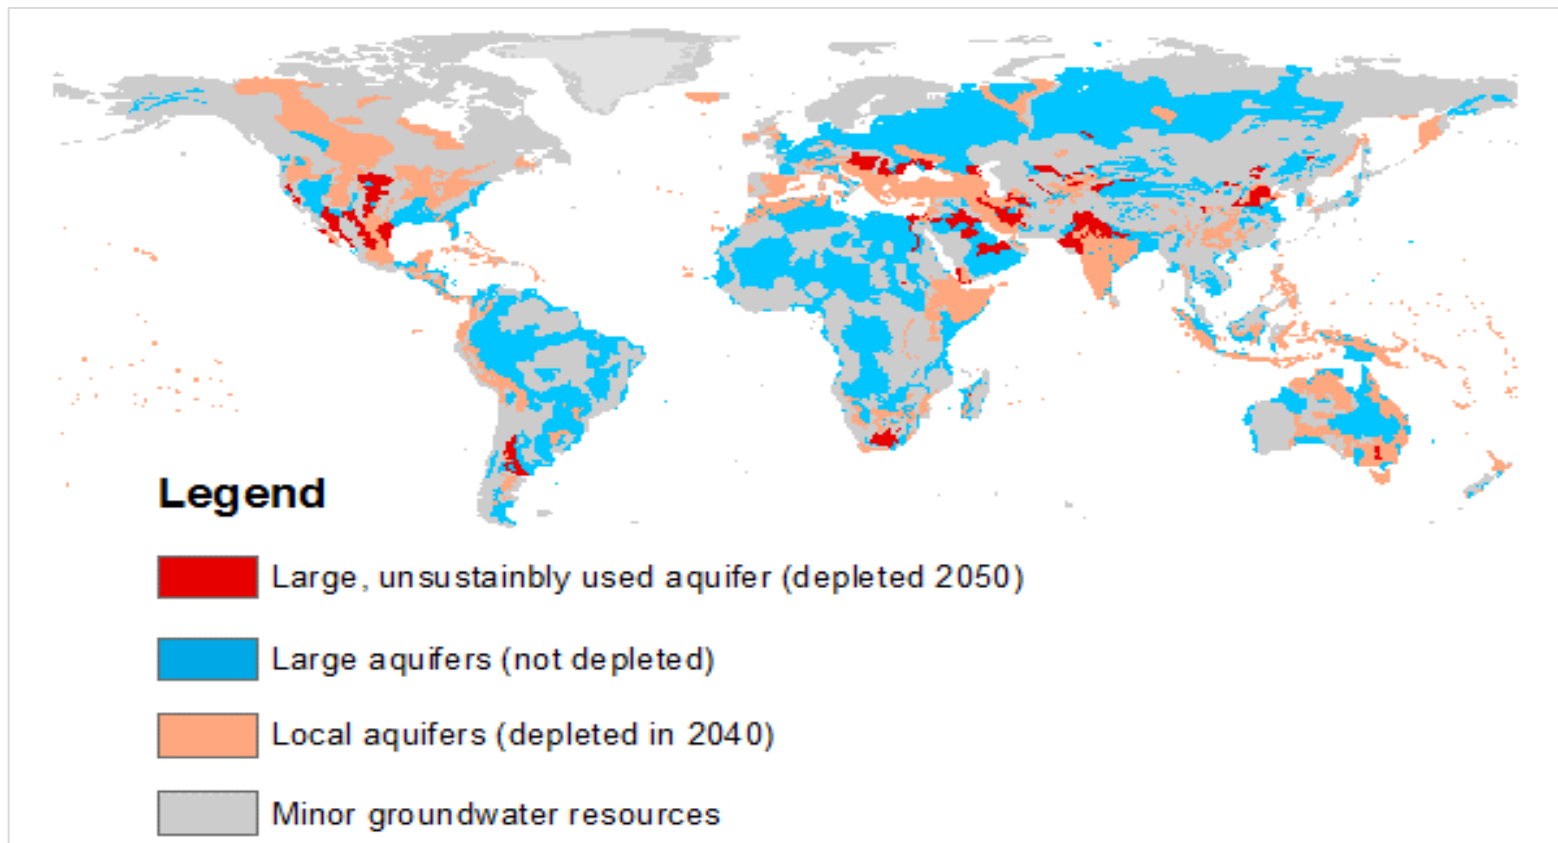 Legend
Large, unsustainbly used aquifer (depleted 2050)
Large aquifers (not depleted)
Local aquifers (depleted in 2040)
Minor groundwater resources